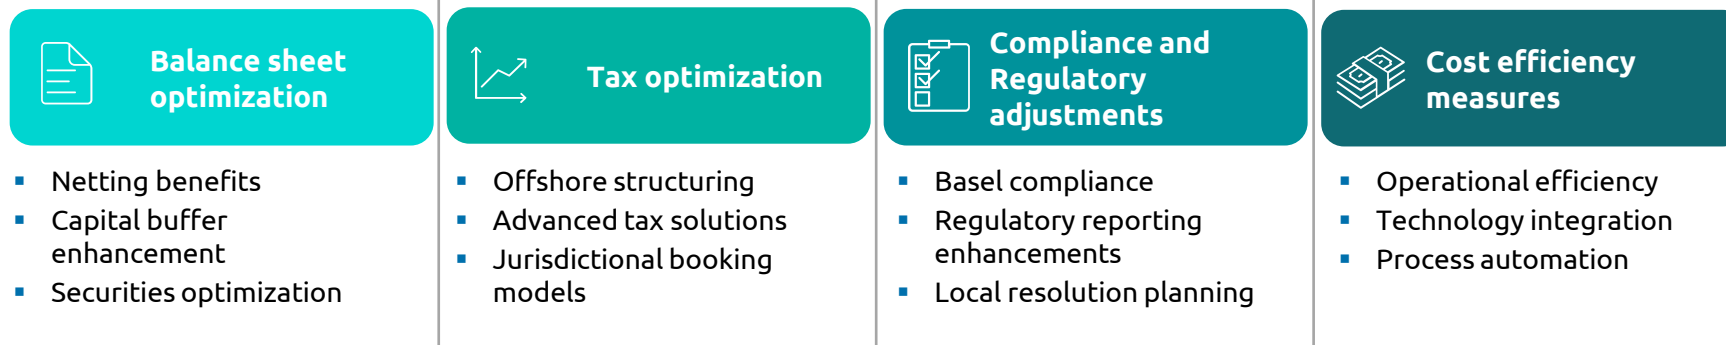 Balance sheet
optimization
Netting benefits
Capital buffer
enhancement
Securities optimization
Tax optimization
Offshore structuring
Advanced tax solutions
Jurisdictional booking
models
Compliance and
Regulatory
adjustments
Basel compliance
Regulatory reporting
enhancements
Local resolution planning
Cost efficiency
measures
Operational efficiency
Technology integration
Process automation